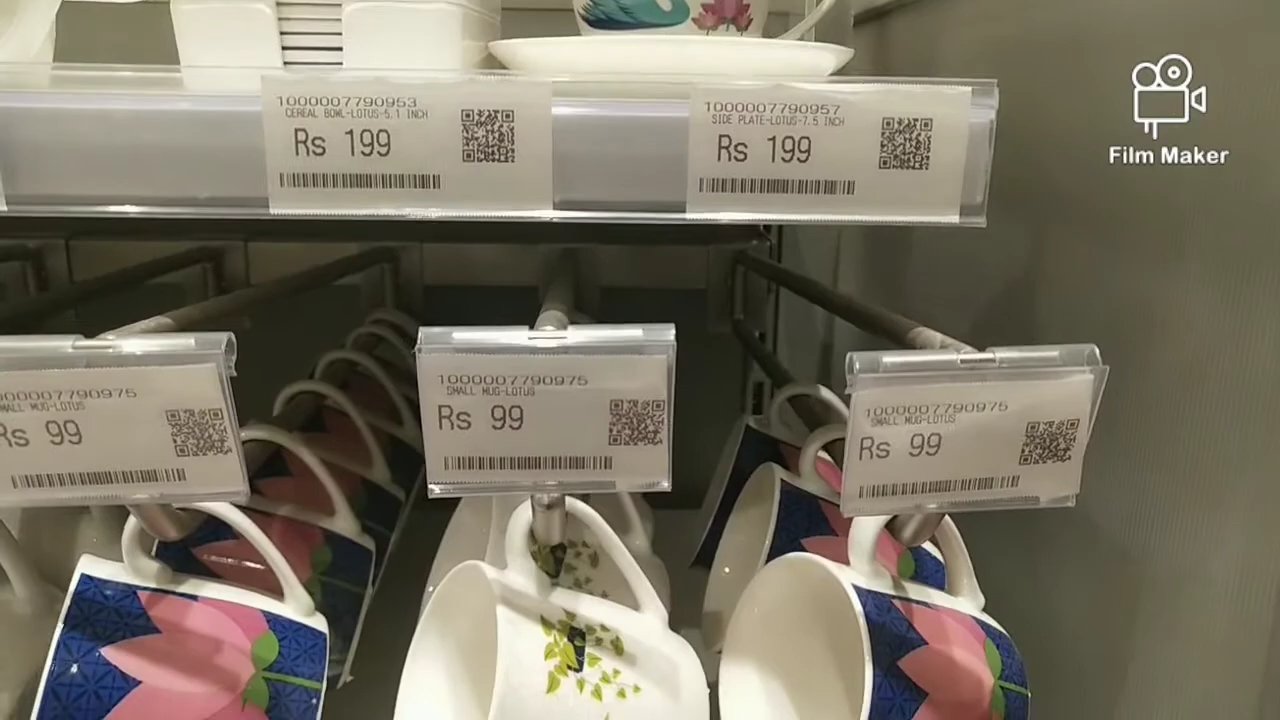 1000007790953
CEREAL BOWL-LOTUS-5.1 INCH
Rs 199
1000007790957
SIDE PLATE-LOTUS-7.5 INCH
Rs 199
Film Maker
000007790975
MALL MUG-LOTUS
Rs 99
1000007790975
SMALL MUG-LOTUS
Rs 99
1000007790975
SMALL MUG-LOTUS
Rs 99